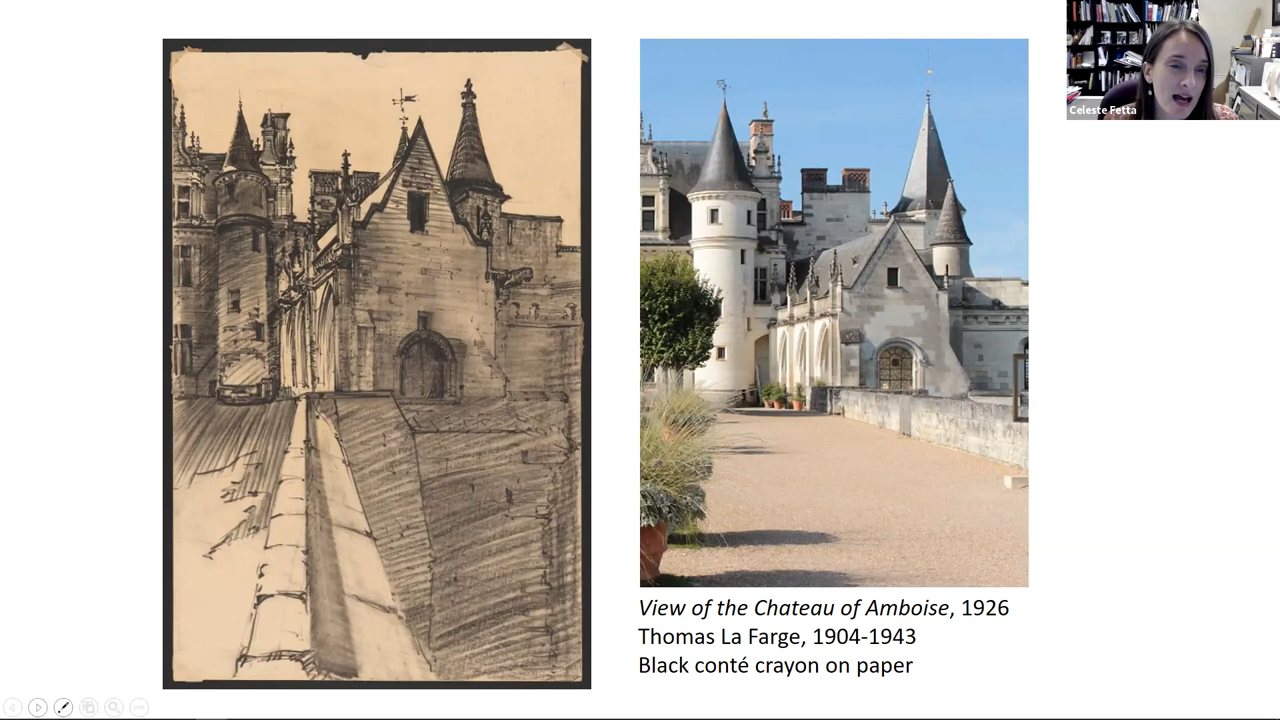 Celeste Fetta
View of the Chateau of Amboise, 1926
Thomas La Farge, 1904-1943
Black conté crayon on paper